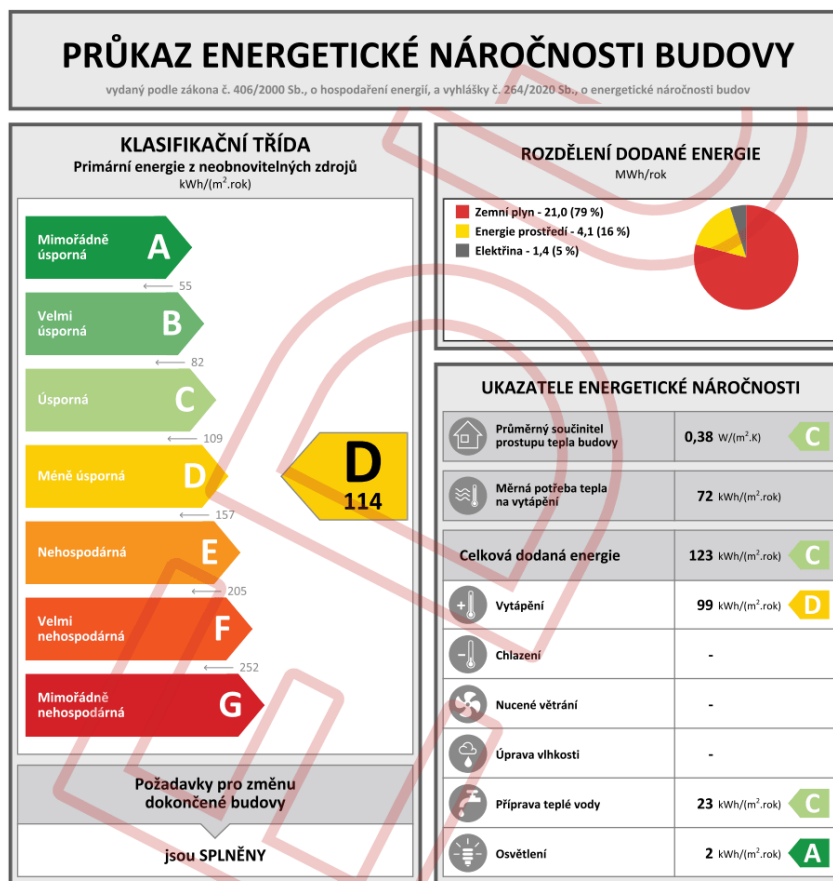 PRŮKAZ ENERGETICKÉ NÁROČNOSTI BUDOVY
vydaný podle zákona č. 406/2000 Sb., o hospodaření energií, a vyhlášky č. 264/2020 Sb., o energetické náročnosti budov
KLASIFIKAČNÍ TŘÍDA
Primární energie z neobnovitelných zdrojů
kWh/(m².rok)
Mimořádně
úsporná
A
55
Velmi
úsporná
B
82
Úsporná
C
109
Méně úsporná
D
157
Nehospodárná
E
205
Velmi
nehospodárná
F
252
Mimořádně
nehospodárná
G
D
114
Požadavky pro změnu
dokončené budovy
jsou SPLNĚNY
ROZDĚLENÍ DODANÉ ENERGIE
MWh/rok
Zemní plyn - 21,0 (79 %)
Energie prostředí - 4,1 (16 %)
Elektřina - 1,4 (5 %)
UKAZATELE ENERGETICKÉ NÁROČNOSTI
Průměrný součinitel
prostupu tepla budovy
0,38 W/(m².K) C
Měrná potřeba tepla
na vytápění
72 kWh/(m².rok)
Celková dodaná energie 123 kWh/(m².rok) C
Vytápění 99 kWh/(m².rok) D
Chlazení -
Nucené větrání -
Úprava vlhkosti -
Příprava teplé vody 23 kWh/(m².rok) C
Osvětlení 2 kWh/(m².rok) A